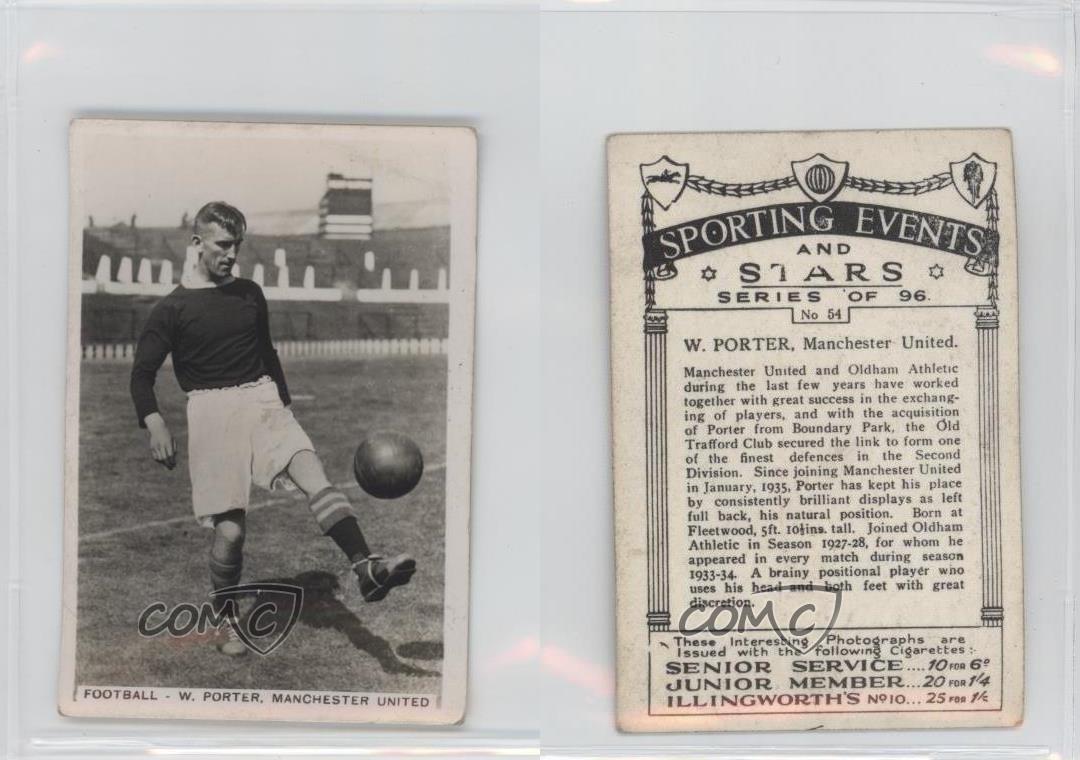 COMC
FOOTBALL - W. PORTER, MANCHESTER UNITED
SPORTING EVENTS
AND
STARS
SERIES OF 96.
No 54
W. PORTER, Manchester United.
Manchester United and Oldham Athletic
during the last few years have worked
together with great success in the exchang-
ing of players, and with the acquisition
of Porter from Boundary Park, the Old
Trafford Club secured the link to form one
of the finest defences in the Second
Division. Since joining Manchester United
in January, 1935, Porter has kept his place
by consistently brilliant displays as left
full back, his natural position. Born at
Fleetwood, 5ft. 10½ins. tall. Joined Oldham
Athletic in Season 1927-28, for whom he
appeared in every match during season
1933-34. A brainy positional player who
uses his head and both feet with great
discretion.
COMC
These Interesting Photographs are
Issued with the following Cigarettes:-
SENIOR SERVICE....10 FOR 6ᴰ
JUNIOR MEMBER...20 FOR 1/4
ILLINGWORTH'S Nº10...25 FOR 1/-